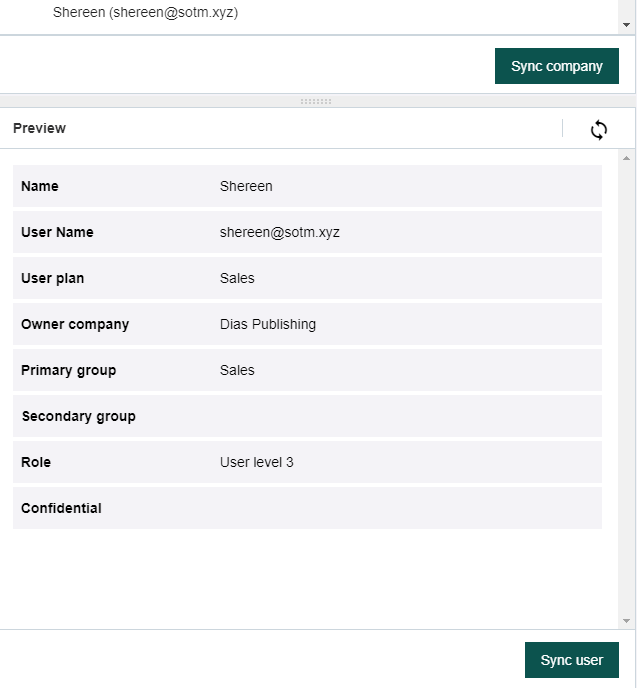 Shereen (shereen@sotm.xyz)
Sync company
Preview
Name Shereen
User Name shereen@sotm.xyz
User plan Sales
Owner company Dias Publishing
Primary group Sales
Secondary group
Role User level 3
Confidential
Sync user